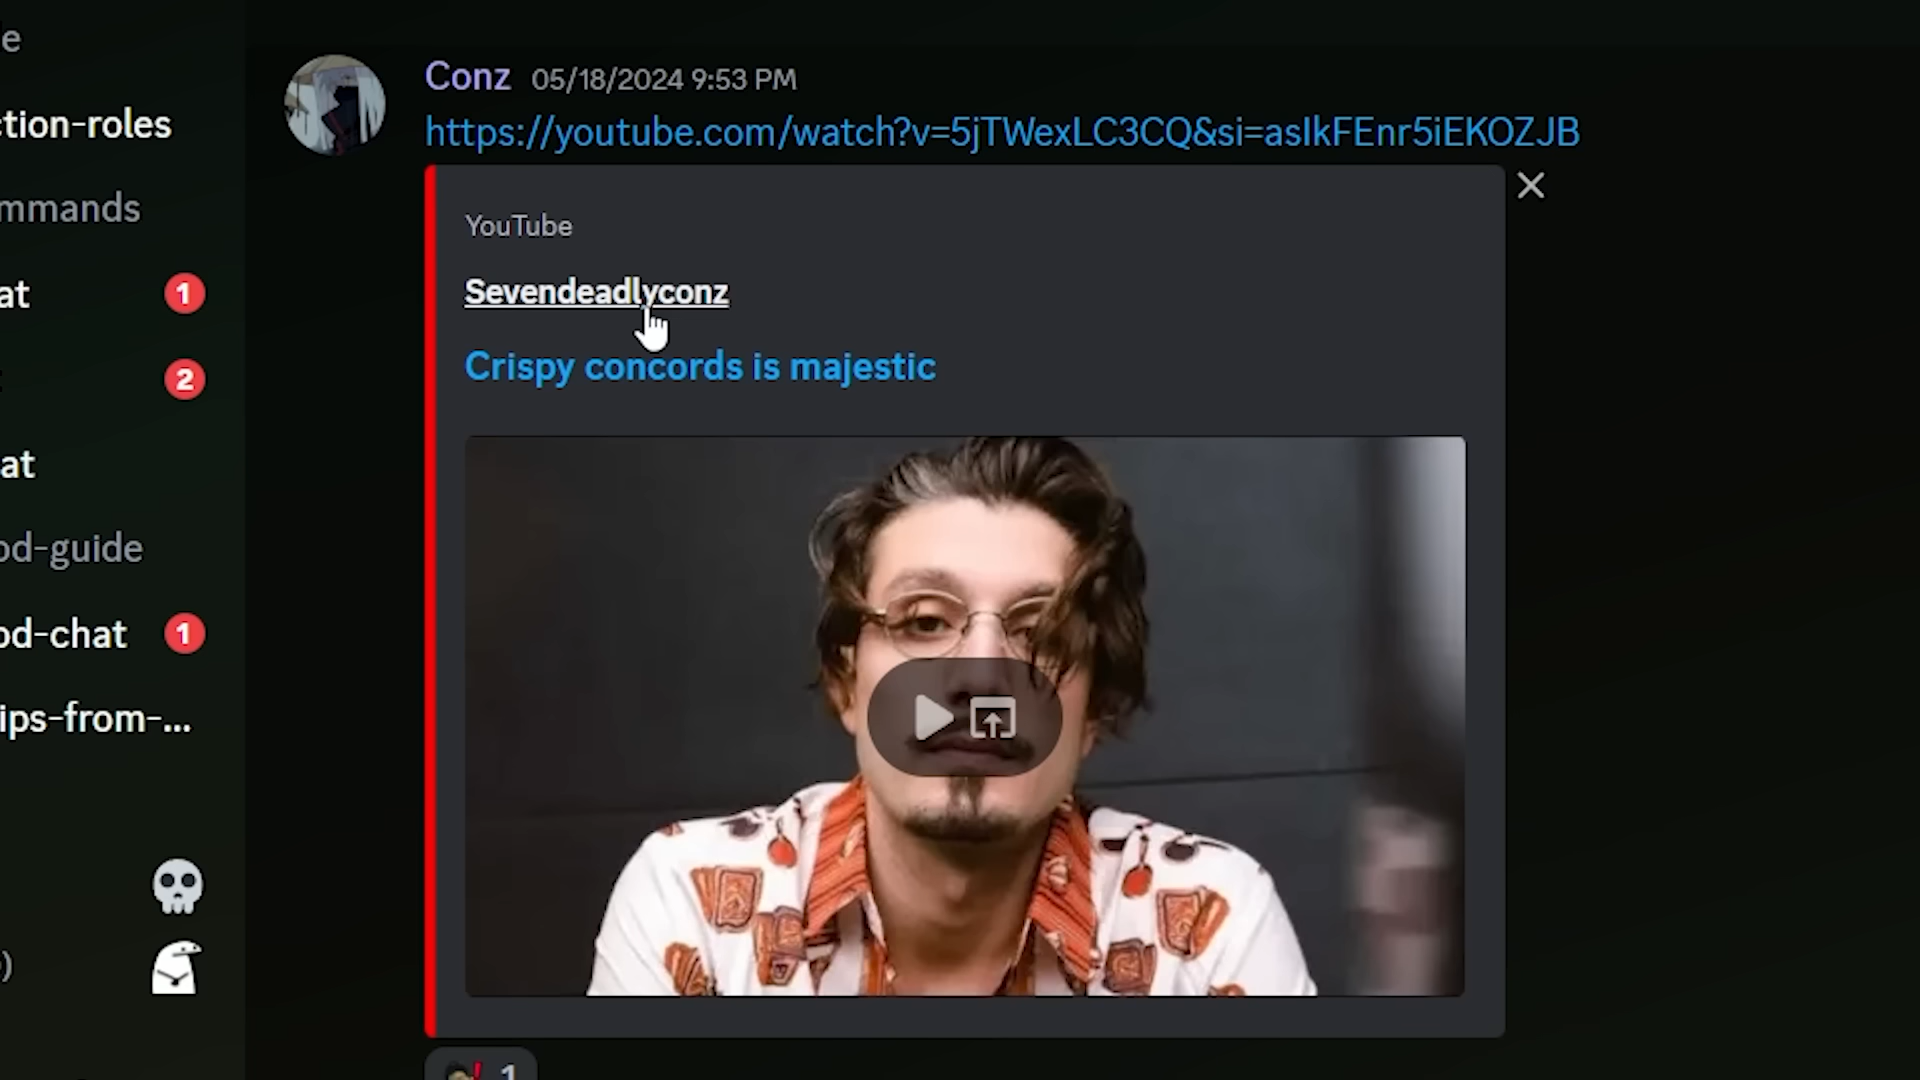 e
ction-roles
mmands
at
1
2
at
od-guide
od-chat
1
ips-from-...
)
Conz 05/18/2024 9:53 PM
https://youtube.com/watch?v=5jTWexLC3CQ&si=asIkFEnr5iEKOZJB
YouTube
Sevendeadlyconz
Crispy concords is majestic
1